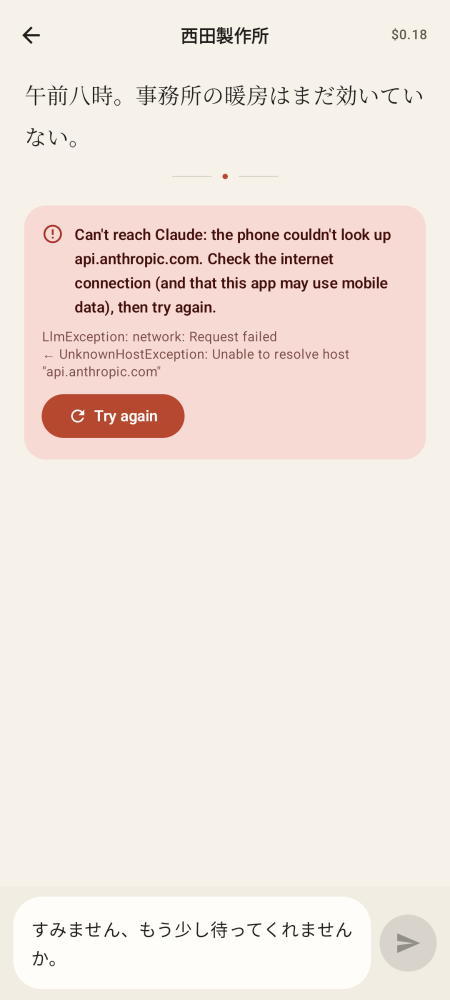 西田製作所
$0.18
午前八時。事務所の暖房はまだ効いてい
ない。
Can't reach Claude: the phone couldn't look up
api.anthropic.com. Check the internet
connection (and that this app may use mobile
data), then try again.
LlmException: network: Request failed
← UnknownHostException: Unable to resolve host
"api.anthropic.com"
Try again
すみません、もう少し待ってくれません
か。